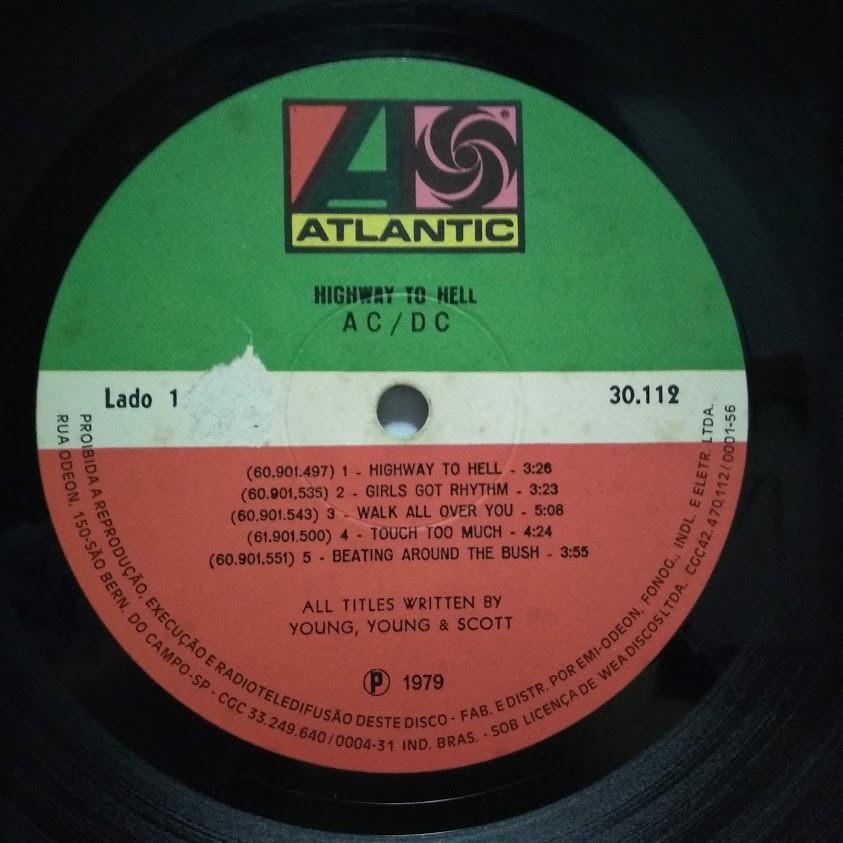 ATLANTIC
HIGHWAY TO HELL
AC/DC
Lado 1
30.112
(60.901.497) 1 - HIGHWAY TO HELL - 3:26
(60.901.535) 2 - GIRLS GOT RHYTHM - 3:23
(60.901.543) 3 - WALK ALL OVER YOU - 5:08
(61.901.500) 4 - TOUCH TOO MUCH - 4:24
(60.901.551) 5 - BEATING AROUND THE BUSH - 3:55
ALL TITLES WRITTEN BY
YOUNG, YOUNG & SCOTT
℗ 1979
PROIBIDA A REPRODUÇÃO, EXECUÇÃO E RADIOTELEDIFUSÃO DESTE DISCO - FAB. E DISTR. POR EMI-ODEON, FONOG., INDL. E ELETR. LTDA.
RUA ODEON, 150-SÃO BERN. DO CAMPO-SP - CGC 33.249.640/0004-31 IND. BRAS. - SOB LICENÇA DE WEA DISCOS LTDA. CGC42.470.112/0001-56